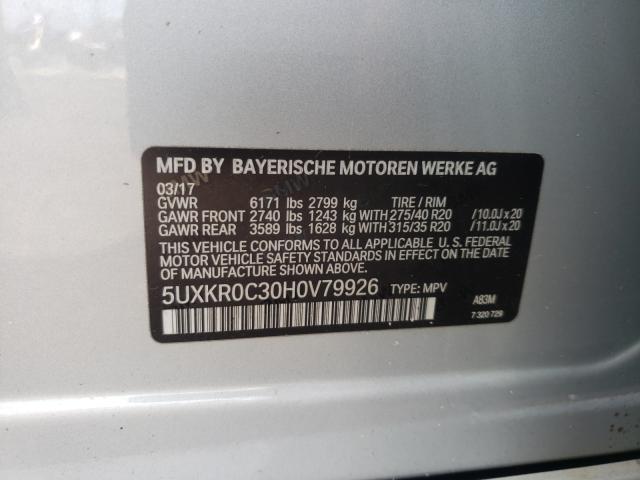 MFD BY BAYERISCHE MOTOREN WERKE AG
03/17
GVWR 6171 lbs 2799 kg TIRE / RIM
GAWR FRONT 2740 lbs 1243 kg WITH 275/40 R20 /10.0J x 20
GAWR REAR 3589 lbs 1628 kg WITH 315/35 R20 /11.0J x 20
THIS VEHICLE CONFORMS TO ALL APPLICABLE U. S. FEDERAL
MOTOR VEHICLE SAFETY STANDARDS IN EFFECT ON THE DATE
OF MANUFACTURE SHOWN ABOVE.
5UXKR0C30H0V79926 TYPE: MPV A83M
7 320 729